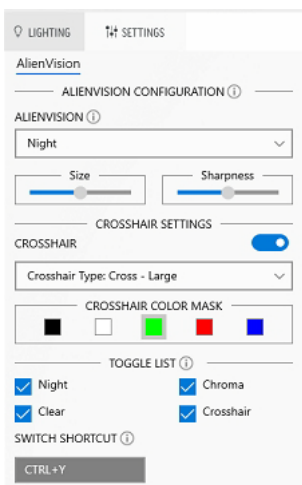 LIGHTING SETTINGS
AlienVision
ALIENVISION CONFIGURATION
ALIENVISION
Night
Size Sharpness
CROSSHAIR SETTINGS
CROSSHAIR
Crosshair Type: Cross - Large
CROSSHAIR COLOR MASK
TOGGLE LIST
Night Chroma
Clear Crosshair
SWITCH SHORTCUT
CTRL+Y